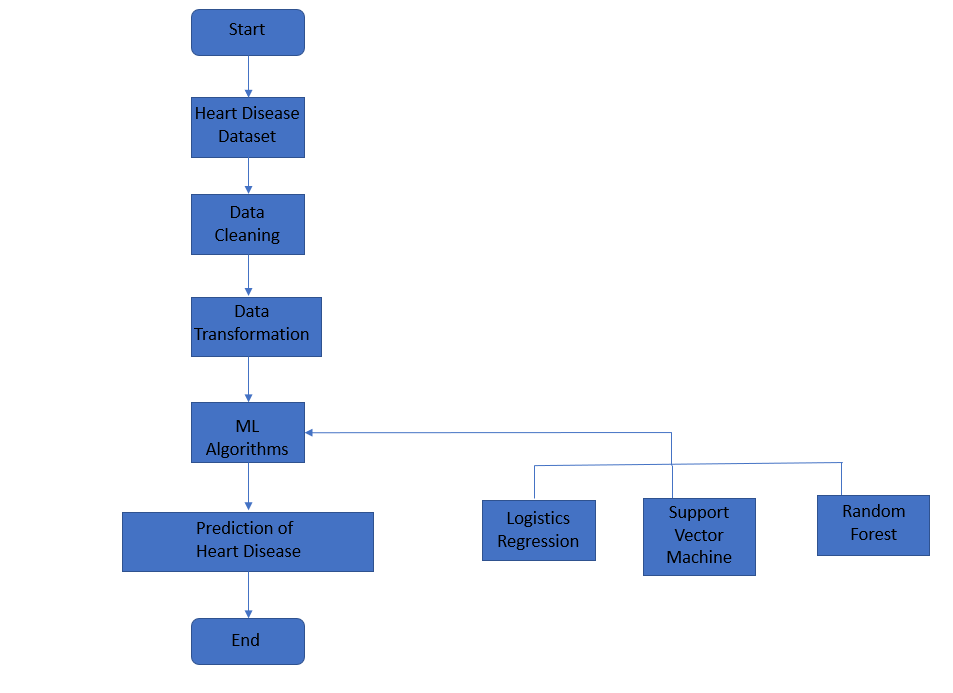 Start
Heart Disease
Dataset
Data
Cleaning
Data
Transformation
ML
Algorithms
Prediction of
Heart Disease
End
Logistics
Regression
Support
Vector
Machine
Random
Forest